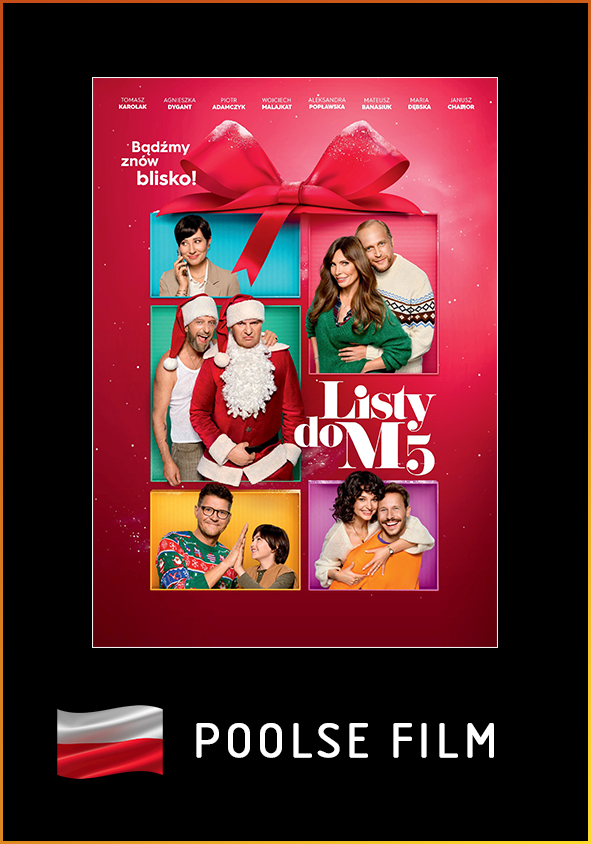 TOMASZ KAROLAK
AGNIESZKA DYGANT
PIOTR ADAMCZYK
WOJCIECH MALAJKAT
ALEKSANDRA POPŁAWSKA
MATEUSZ BANASIUK
MARIA DĘBSKA
JANUSZ CHABIOR
Bądźmy
znów
blisko!
Listy
do M5
POOLSE FILM